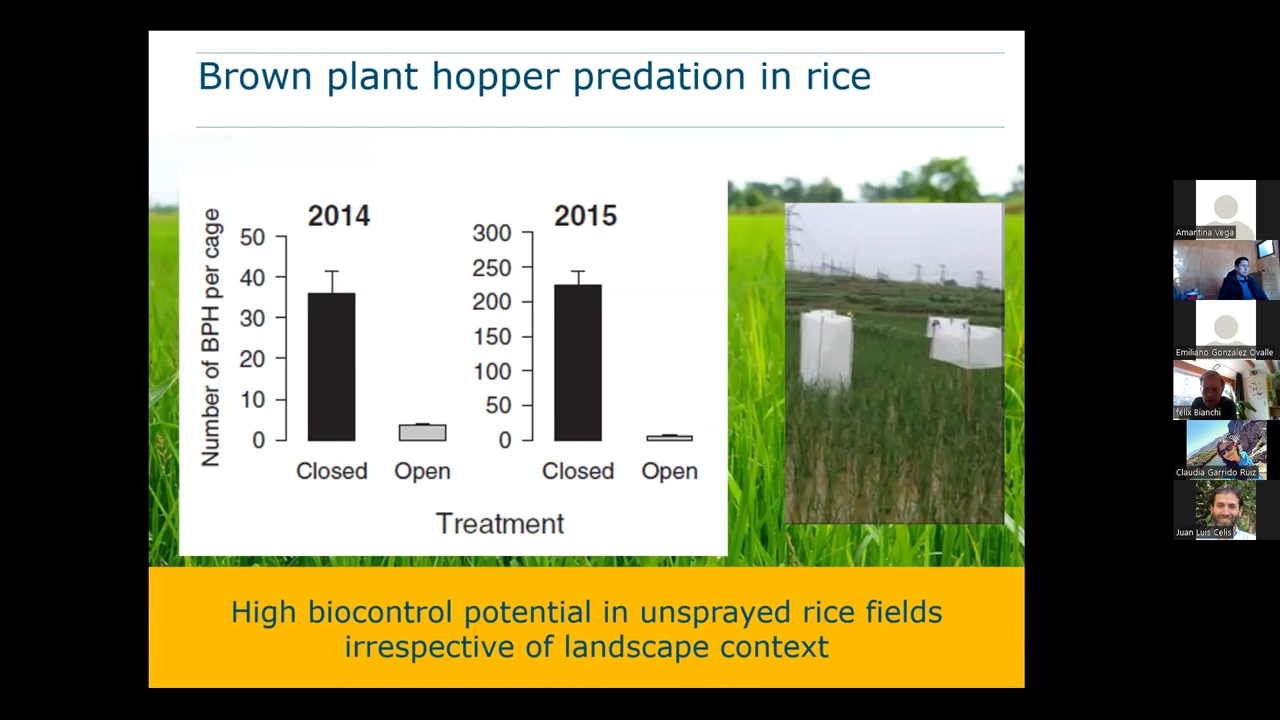 Brown plant hopper predation in rice
Number of BPH per cage
2014
50
40
30
20
10
0
Closed
Open
2015
300
250
200
150
100
50
0
Closed
Open
Treatment
High biocontrol potential in unsprayed rice fields
irrespective of landscape context
Amantina Vega
Emiliano González Ovalle
felix Bianchi
Claudia Garrido Ruiz
Juan Luis Celis